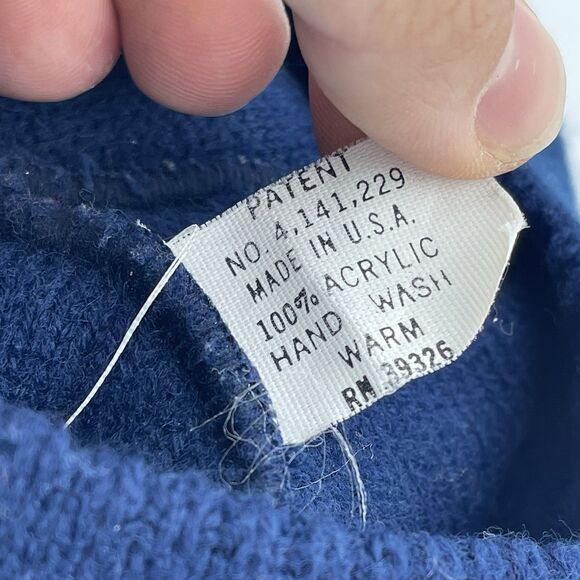 PATENT
NO. 4,141,229
MADE IN U.S.A.
100% ACRYLIC
HAND WASH
WARM
RN 39326